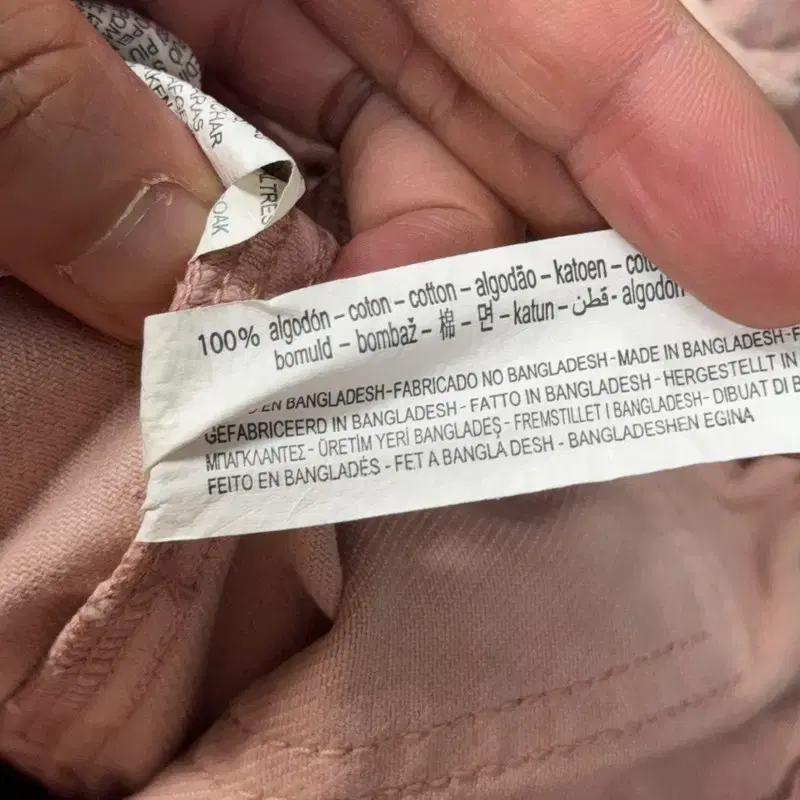 100% algodón – coton – cotton – algodão – katoen –
bomuld – bombaž – 棉 – 면 – katun – قطن - algodón
EN BANGLADESH-FABRICADO NO BANGLADESH-MADE IN BANGLADESH-
GEFABRICEERD IN BANGLADESH - FATTO IN BANGLADESH - HERGESTELLT IN
ΜΠΑΓΚΛΑΝΤΕΣ - ÜRETİM YERİ BANGLADEŞ - FREMSTILLET I BANGLADESH- DIBUAT DI
FEITO EN BANGLADÉS - FET A BANGLA DESH - BANGLADESHEN EGINA
OAK